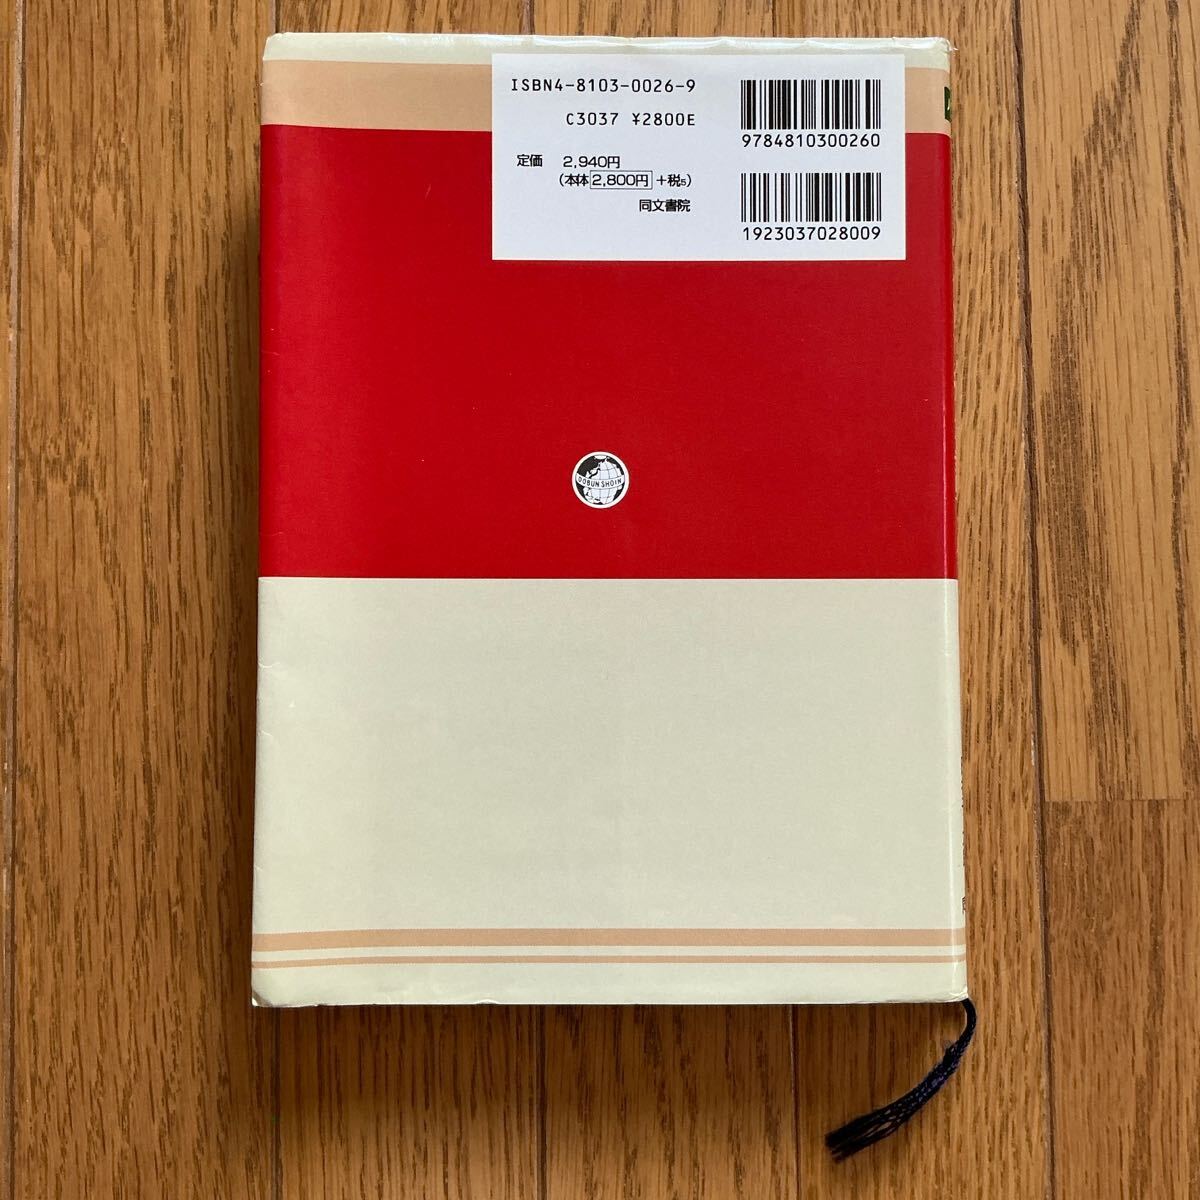 ISBN4-8103-0026-9
C3037 ¥2800E
定価 2,940円
(本体2,800円+税5)
同文書院
9784810300260
1923037028009
DOBUN SHOIN